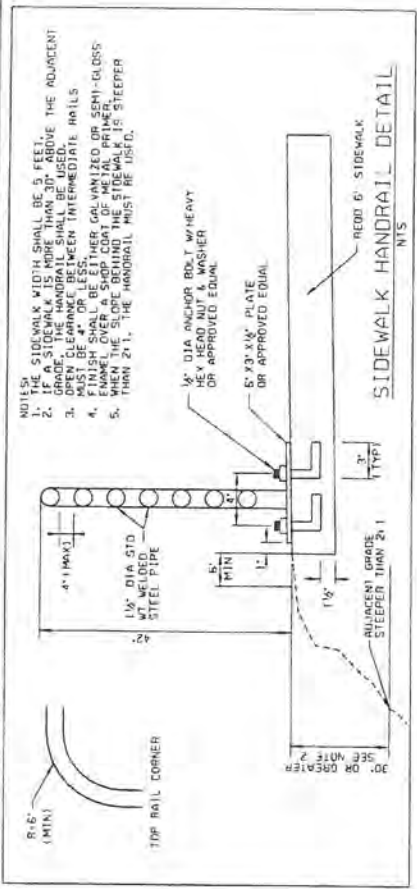 NOTES:
1. THE SIDEWALK WIDTH SHALL BE 5 FEET.
2. IF A SIDEWALK IS MORE THAN 30" ABOVE THE ADJACENT
GRADE, THE HANDRAIL SHALL BE USED.
3. OPEN CLEARANCE BETWEEN INTERMEDIATE RAILS
MUST BE 4" OR LESS.
4. FINISH SHALL BE EITHER GALVANIZED OR SEMI-GLOSS
ENAMEL OVER A SHOP COAT OF METAL PRIMER.
5. WHEN THE SLOPE BEHIND THE SIDEWALK IS STEEPER
THAN 2:1, THE HANDRAIL MUST BE USED.
R=6"
(MIN)
TOP RAIL CORNER
4" (MAX)
1½" DIA STD
WT WELDED
STEEL PIPE
42"
½" DIA ANCHOR BOLT W/HEAVY
HEX HEAD NUT & WASHER
OR APPROVED EQUAL
6" X3" X½" PLATE
OR APPROVED EQUAL
4"
1"
6"
MIN
1½"
3"
(TYP)
REQD 6" SIDEWALK
30" OR GREATER
SEE NOTE 2
ADJACENT GRADE
STEEPER THAN 2:1
SIDEWALK HANDRAIL DETAIL
NTS